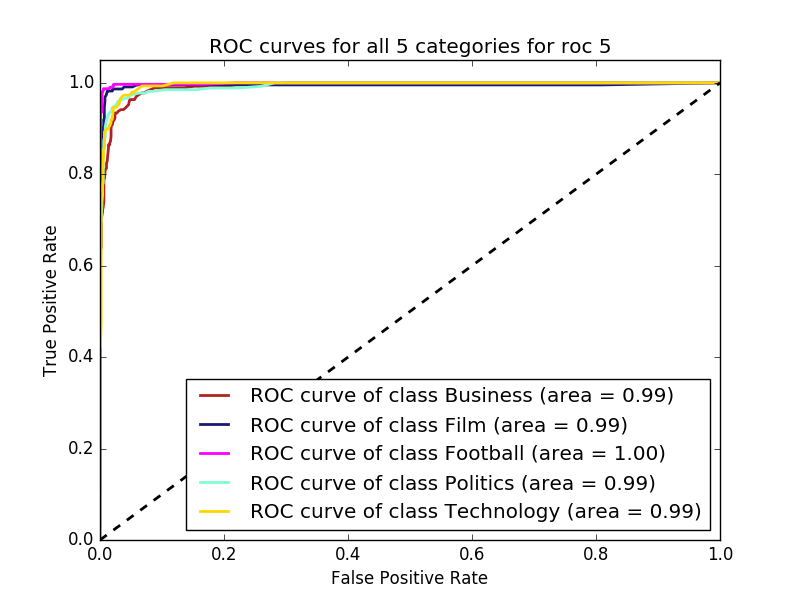 ROC curves for all 5 categories for roc 5
1.0
0.8
0.6
0.4
0.2
0.0
True Positive Rate
ROC curve of class Business (area = 0.99)
ROC curve of class Film (area = 0.99)
ROC curve of class Football (area = 1.00)
ROC curve of class Politics (area = 0.99)
ROC curve of class Technology (area = 0.99)
0.0 0.2 0.4 0.6 0.8 1.0
False Positive Rate